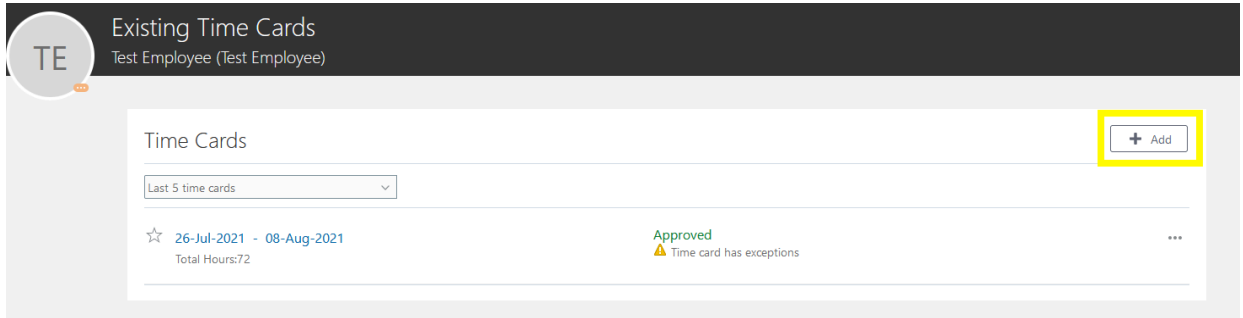 TE
Existing Time Cards
Test Employee (Test Employee)
Time Cards
+ Add
Last 5 time cards
26-Jul-2021 - 08-Aug-2021
Approved
Total Hours:72
Time card has exceptions